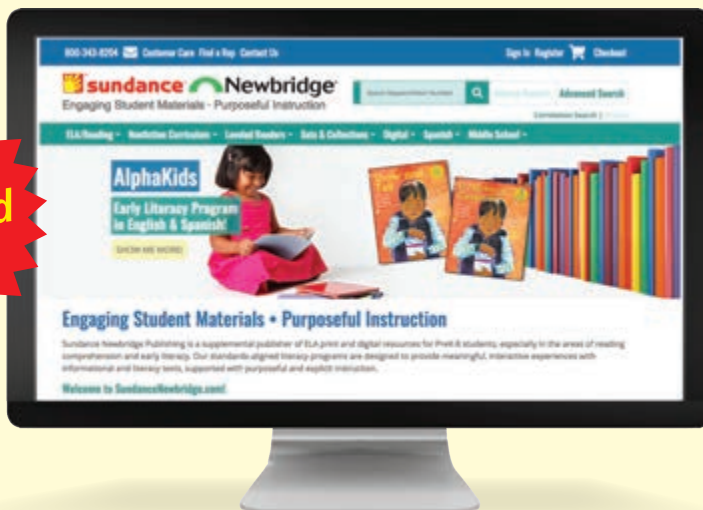 800-343-8204 Customer Care Find a Rep Contact Us
Sign In Register Checkout
sundance Newbridge
Engaging Student Materials - Purposeful Instruction
Advanced Search
ELA/Reading Nonfiction Curriculum Leveled Readers Sets & Collections Digital Spanish Middle School
AlphaKids
Early Literacy Program
in English & Spanish!
SHOW ME MORE!
d
Engaging Student Materials • Purposeful Instruction
Sundance Newbridge Publishing is a supplemental publisher of ELA print and digital resources for PreK-8 students, especially in the areas of reading
comprehension and early literacy. Our standards-aligned literacy programs are designed to provide meaningful, interactive experiences with
informational and literacy texts, supported with purposeful and explicit instruction.
Welcome to SundanceNewbridge.com!